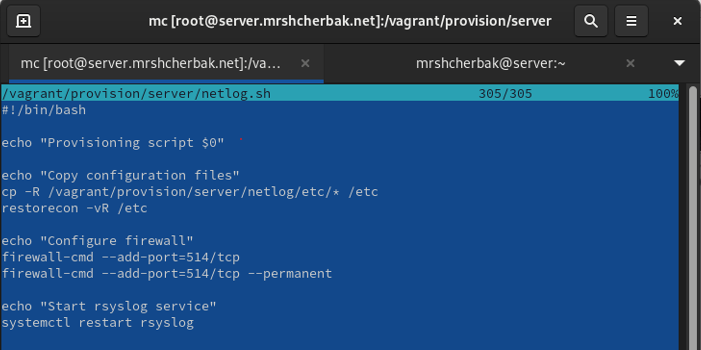 mc [root@server.mrshcherbak.net]:/vagrant/provision/server
mc [root@server.mrshcherbak.net]:/va...
mrshcherbak@server:~
/vagrant/provision/server/netlog.sh 305/305 100%
#!/bin/bash
echo "Provisioning script $0"
echo "Copy configuration files"
cp -R /vagrant/provision/server/netlog/etc/* /etc
restorecon -vR /etc
echo "Configure firewall"
firewall-cmd --add-port=514/tcp
firewall-cmd --add-port=514/tcp --permanent
echo "Start rsyslog service"
systemctl restart rsyslog